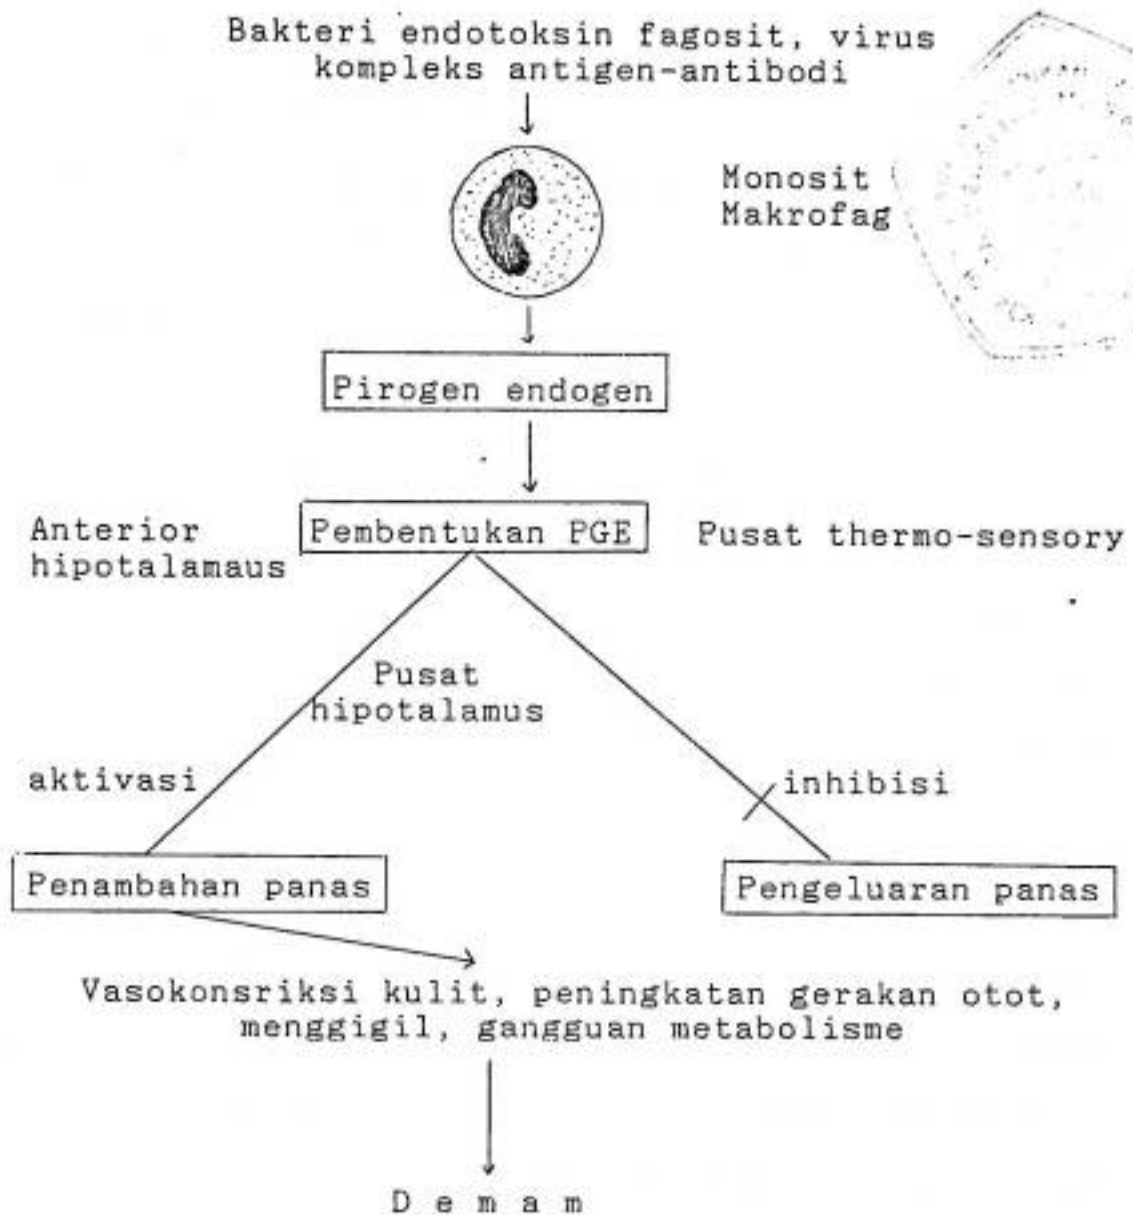 Bakteri endotoksin fagosit, virus
kompleks antigen-antibodi
Monosit
Makrofag
Pirogen endogen
Anterior
hipotalamaus
Pembentukan PGE
Pusat thermo-sensory
Pusat
hipotalamus
aktivasi
inhibisi
Penambahan panas
Pengeluaran panas
Vasokonsriksi kulit, peningkatan gerakan otot,
menggigil, gangguan metabolisme
D e m a m